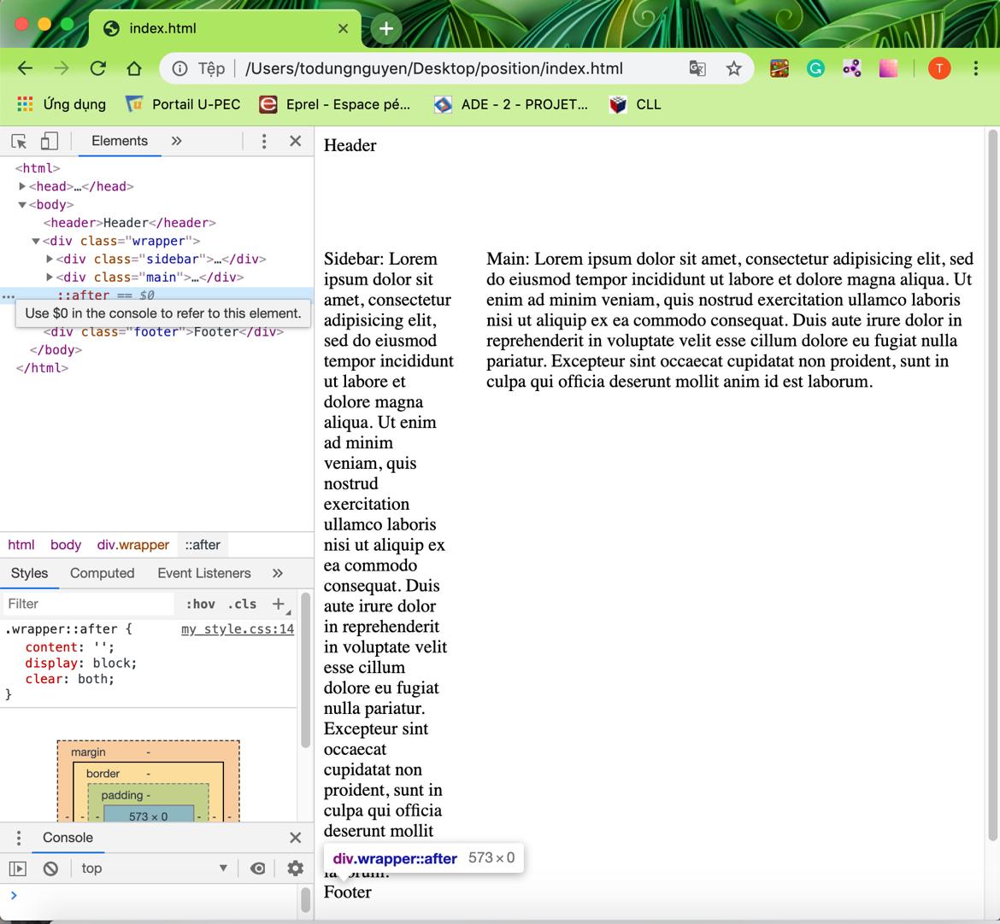 index.html
Tệp
/Users/todungnguyen/Desktop/position/index.html
T
Ứng dụng
Portail U-PEC
Eprel - Espace pé...
ADE - 2 - PROJET...
CLL
Elements
<html>
<head>…</head>
<body>
<header>Header</header>
<div class="wrapper">
<div class="sidebar">…</div>
<div class="main">…</div>
::after == $0
Use $0 in the console to refer to this element.
<div class="footer">Footer</div>
</body>
</html>
html body div.wrapper ::after
Styles Computed Event Listeners
Filter :hov .cls
.wrapper::after { my_style.css:14
content: '';
display: block;
clear: both;
}
margin -
border -
padding -
- - - 573 × 0 - - -
Console
top
Header
Sidebar: Lorem
ipsum dolor sit
amet, consectetur
adipisicing elit,
sed do eiusmod
tempor incididunt
ut labore et
dolore magna
aliqua. Ut enim
ad minim
veniam, quis
nostrud
exercitation
ullamco laboris
nisi ut aliquip ex
ea commodo
consequat. Duis
aute irure dolor
in reprehenderit
in voluptate velit
esse cillum
dolore eu fugiat
nulla pariatur.
Excepteur sint
occaecat
cupidatat non
proident, sunt in
culpa qui officia
deserunt mollit
div.wrapper::after 573 × 0
laborum.
Footer
Main: Lorem ipsum dolor sit amet, consectetur adipisicing elit, sed
do eiusmod tempor incididunt ut labore et dolore magna aliqua. Ut
enim ad minim veniam, quis nostrud exercitation ullamco laboris
nisi ut aliquip ex ea commodo consequat. Duis aute irure dolor in
reprehenderit in voluptate velit esse cillum dolore eu fugiat nulla
pariatur. Excepteur sint occaecat cupidatat non proident, sunt in
culpa qui officia deserunt mollit anim id est laborum.